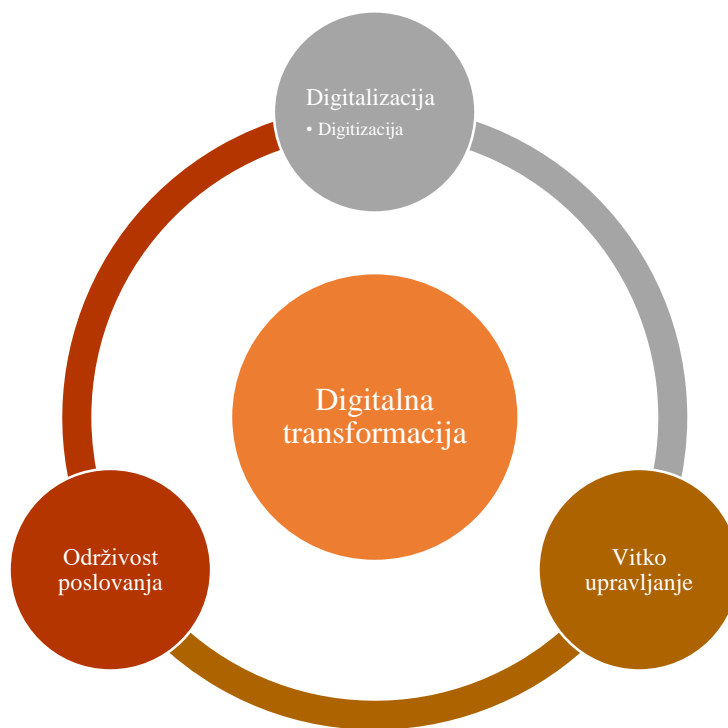 Digitalizacija
• Digitizacija
Digitalna
transformacija
Održivost
poslovanja
Vitko
upravljanje